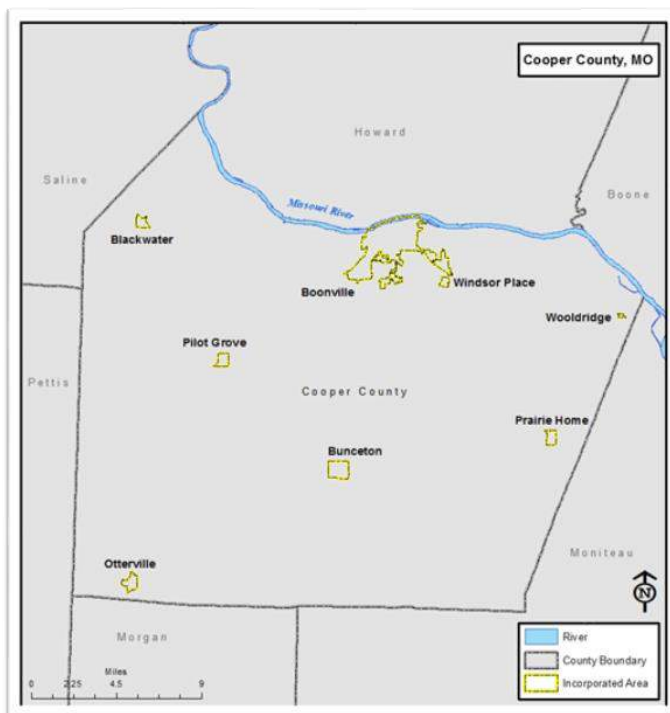 Cooper County, MO
Howard
Saline
Boone
Missouri River
Blackwater
Boonville
Windsor Place
Wooldridge
Pilot Grove
Pettis
Cooper County
Prairie Home
Bunceton
Otterville
Moniteau
N
Morgan
Miles
0 2.25 4.5 9
River
County Boundary
Incorporated Area